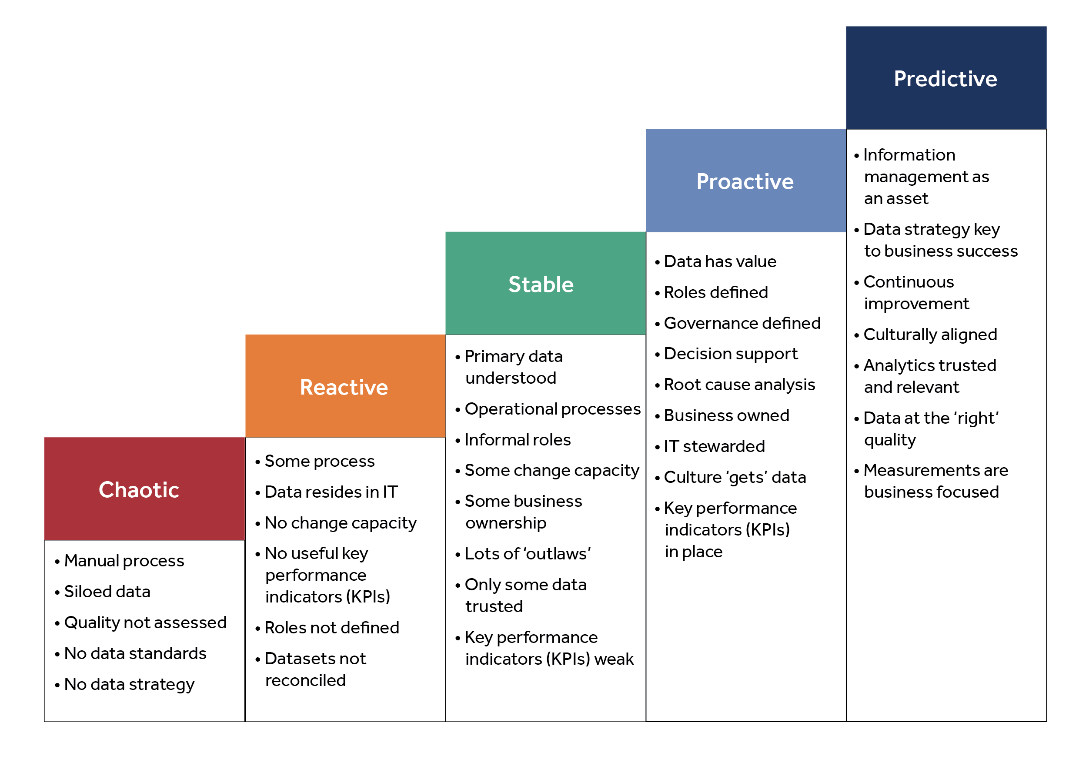 Chaotic
• Manual process
• Siloed data
• Quality not assessed
• No data standards
• No data strategy
Reactive
• Some process
• Data resides in IT
• No change capacity
• No useful key
performance
indicators (KPIs)
• Roles not defined
• Datasets not
reconciled
Stable
• Primary data
understood
• Operational processes
• Informal roles
• Some change capacity
• Some business
ownership
• Lots of ‘outlaws’
• Only some data
trusted
• Key performance
indicators (KPIs) weak
Proactive
• Data has value
• Roles defined
• Governance defined
• Decision support
• Root cause analysis
• Business owned
• IT stewarded
• Culture ‘gets’ data
• Key performance
indicators (KPIs)
in place
Predictive
• Information
management as
an asset
• Data strategy key
to business success
• Continuous
improvement
• Culturally aligned
• Analytics trusted
and relevant
• Data at the ‘right’
quality
• Measurements are
business focused